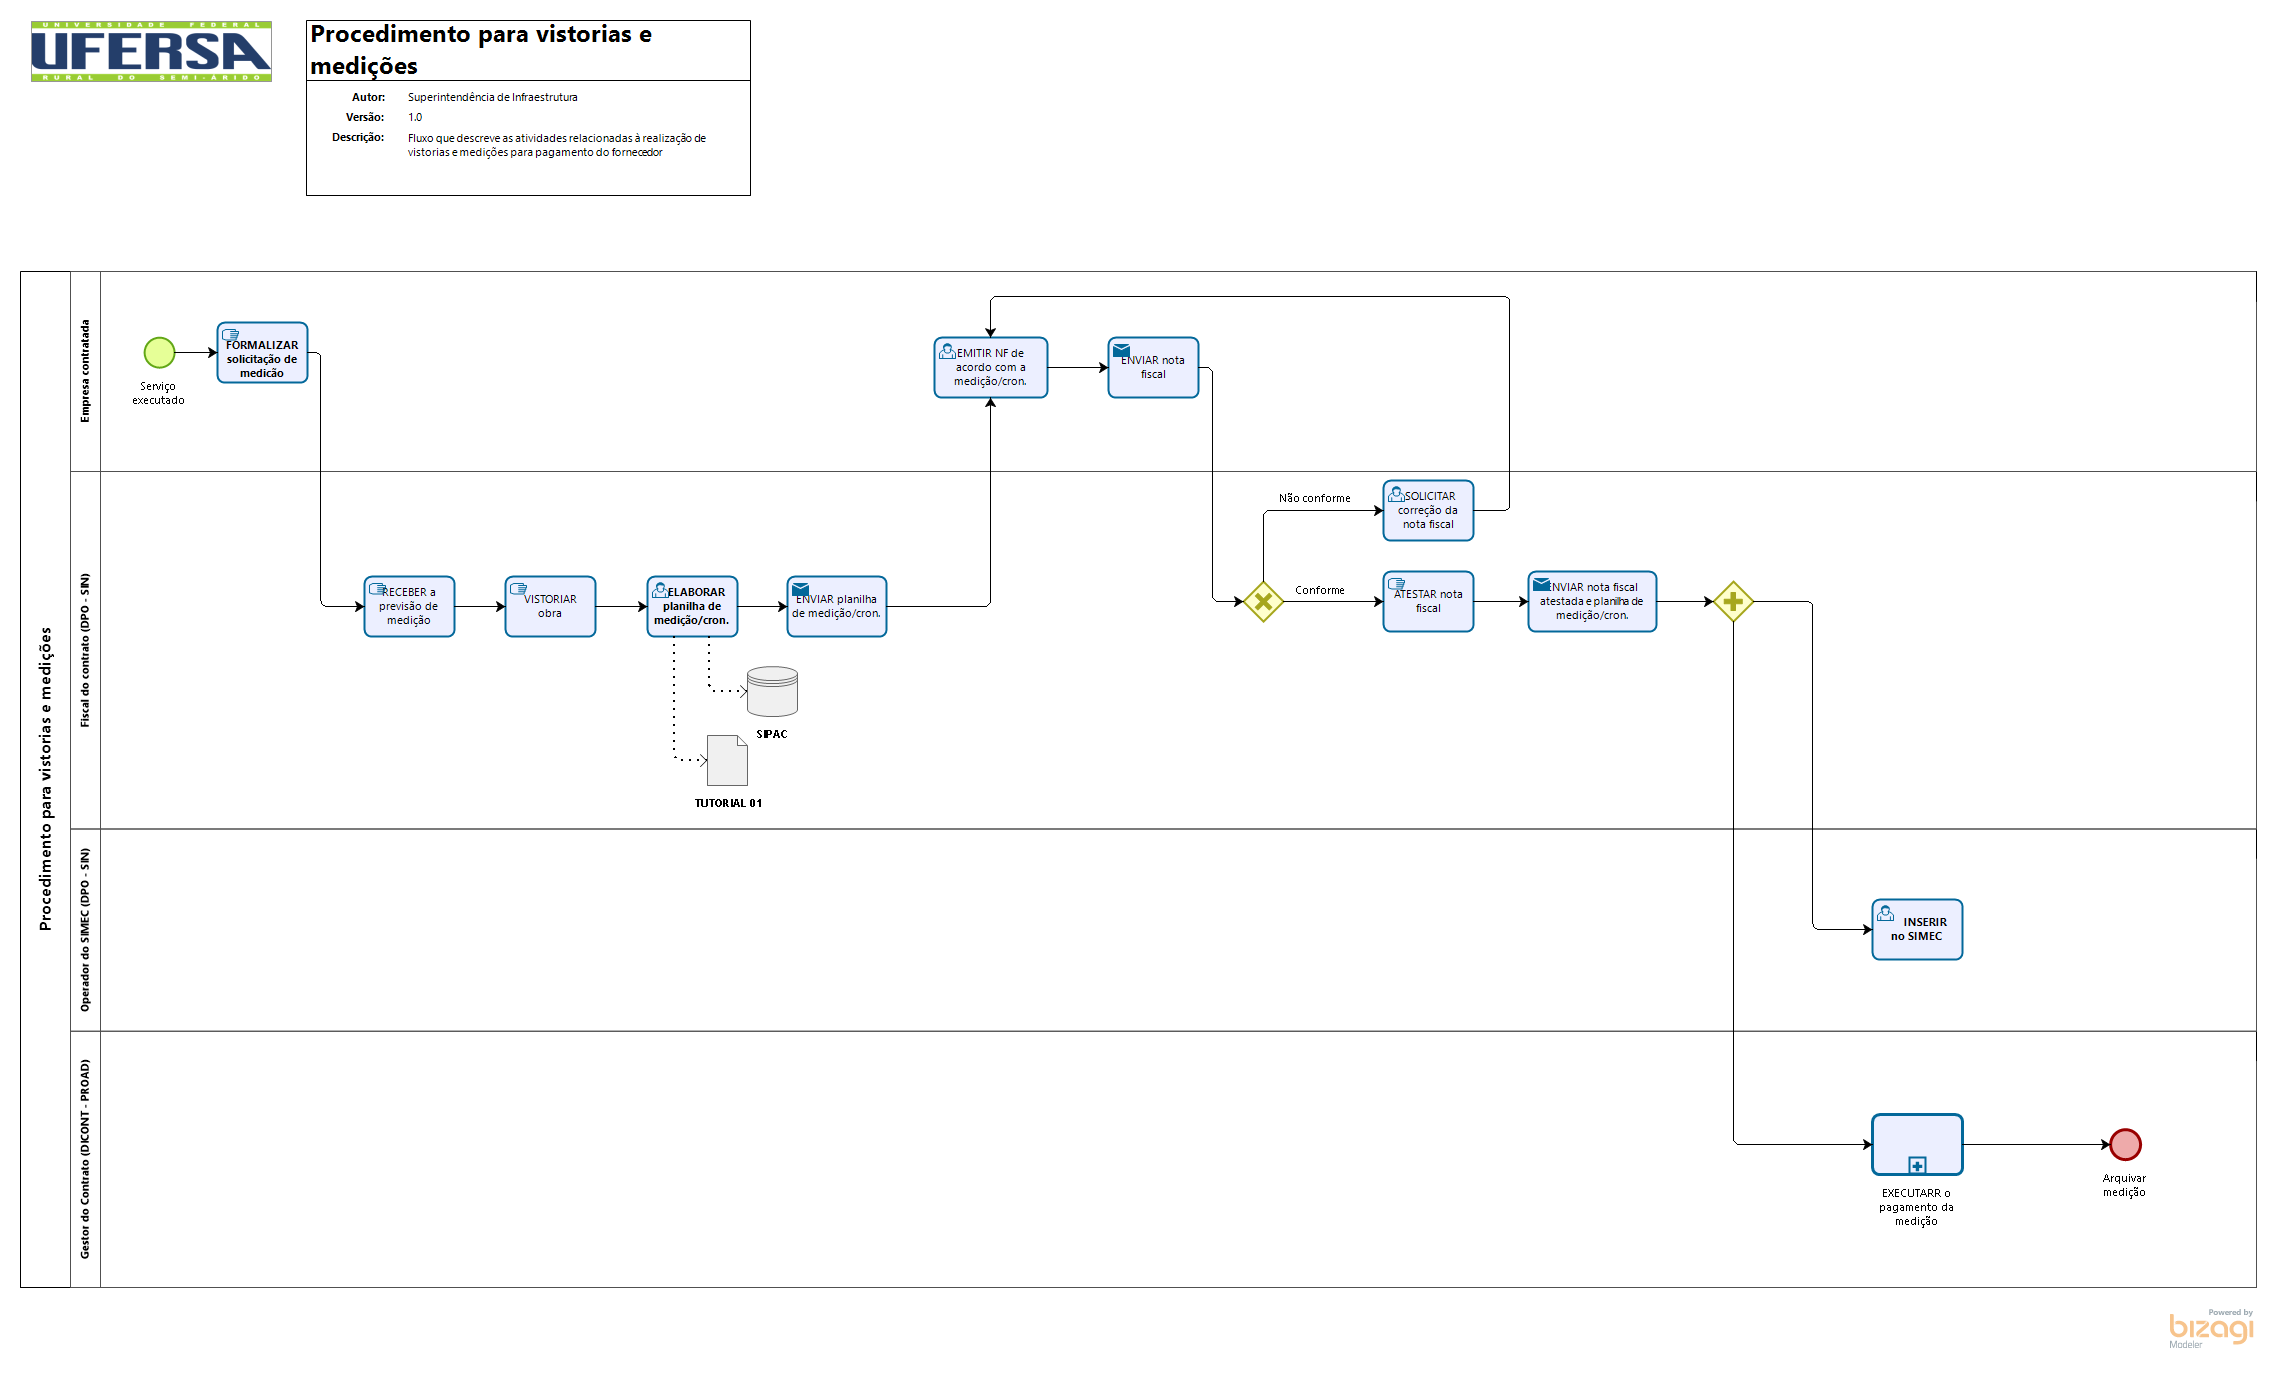 UNIVERSIDADE FEDERAL
UFERSA
RURAL DO SEMI-ÁRIDO
Procedimento para vistorias e
medições
Autor: Superintendência de Infraestrutura
Versão: 1.0
Descrição: Fluxo que descreve as atividades relacionadas à realização de
vistorias e medições para pagamento do fornecedor
Procedimento para vistorias e medições
Empresa contratada
Serviço
executado
FORMALIZAR
solicitação de
medicão
EMITIR NF de
acordo com a
medição/cron.
ENVIAR nota
fiscal
Fiscal do contrato (DPO - SIN)
RECEBER a
previsão de
medição
VISTORIAR
obra
ELABORAR
planilha de
medição/cron.
ENVIAR planilha
de medição/cron.
SIPAC
TUTORIAL 01
Não conforme
SOLICITAR
correção da
nota fiscal
Conforme
ATESTAR nota
fiscal
ENVIAR nota fiscal
atestada e planilha de
medição/cron.
Operador do SIMEC (DPO - SIN)
INSERIR
no SIMEC
Gestor do Contrato (DICONT - PROAD)
EXECUTARR o
pagamento da
medição
Arquivar
medição
Powered by
bizagi
Modeler